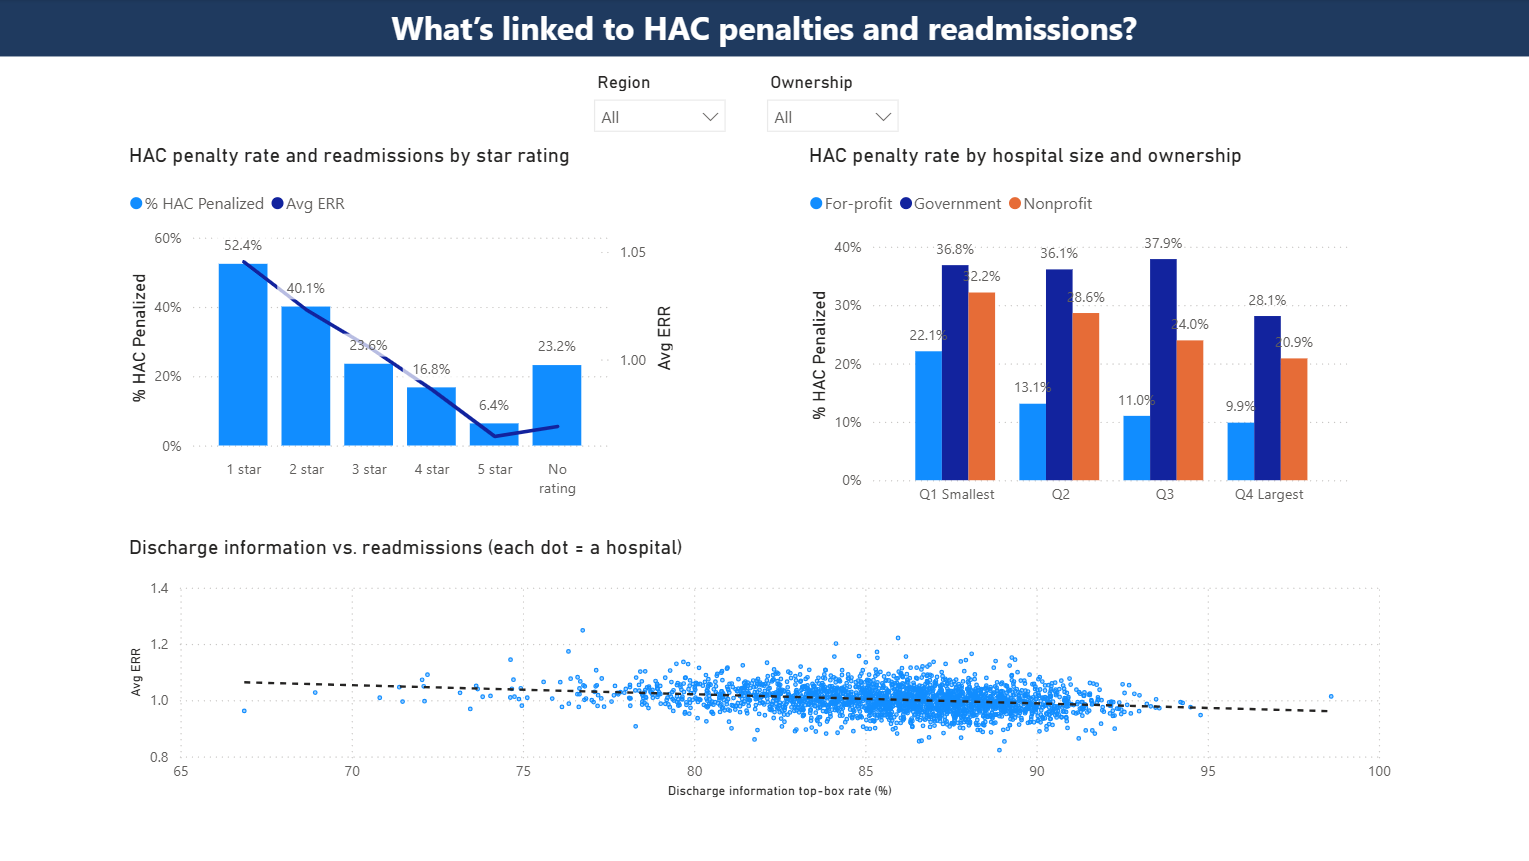 What's linked to HAC penalties and readmissions?
Region
Ownership
All
All
HAC penalty rate and readmissions by star rating
% HAC Penalized
Avg ERR
60%
40%
20%
0%
% HAC Penalized
52.4%
40.1%
23.6%
16.8%
6.4%
23.2%
1.05
1.00
Avg ERR
1 star
2 star
3 star
4 star
5 star
No
rating
HAC penalty rate by hospital size and ownership
For-profit
Government
Nonprofit
40%
30%
20%
10%
0%
% HAC Penalized
22.1%
36.8%
32.2%
13.1%
36.1%
28.6%
11.0%
37.9%
24.0%
9.9%
28.1%
20.9%
Q1 Smallest
Q2
Q3
Q4 Largest
Discharge information vs. readmissions (each dot = a hospital)
1.4
1.2
1.0
0.8
Avg ERR
65
70
75
80
85
90
95
100
Discharge information top-box rate (%)